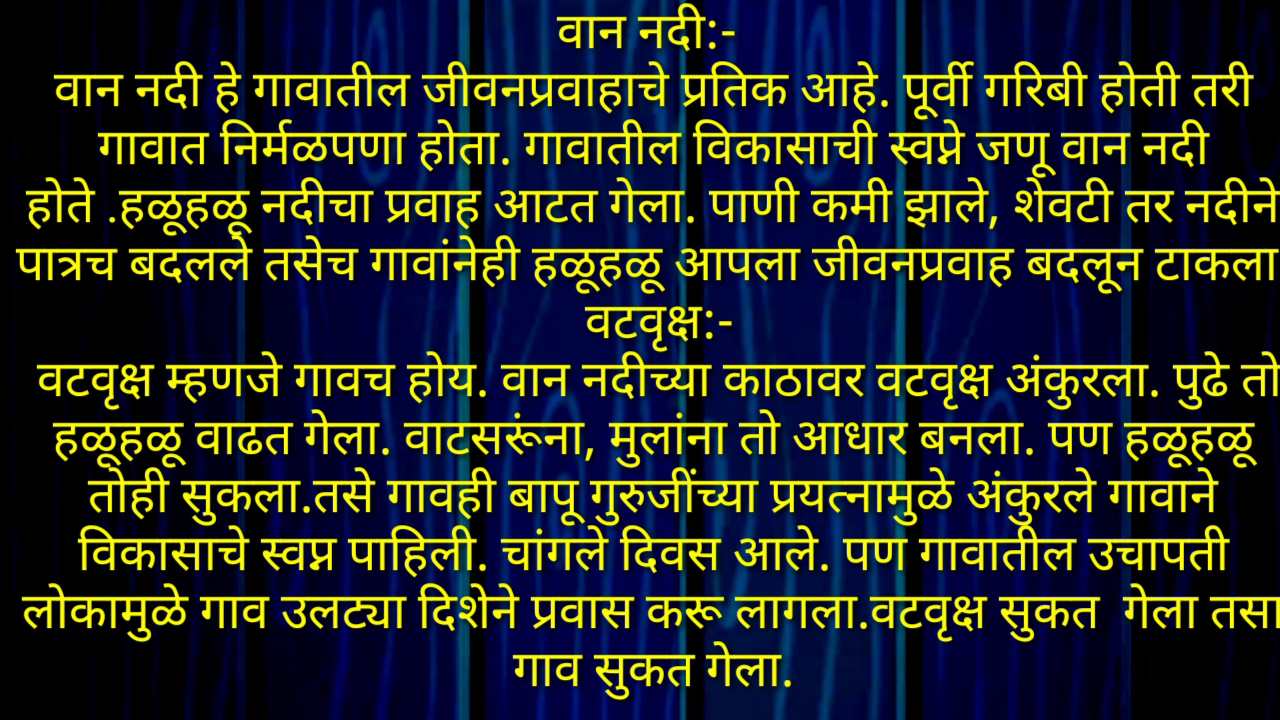 वान नदी:-
वान नदी हे गावातील जीवनप्रवाहाचे प्रतिक आहे. पूर्वी गरिबी होती तरी
गावात निर्मळपणा होता. गावातील विकासाची स्वप्ने जणू वान नदी
होते .हळूहळू नदीचा प्रवाह आटत गेला. पाणी कमी झाले, शेवटी तर नदीने
पात्रच बदलले तसेच गावांनेही हळूहळू आपला जीवनप्रवाह बदलून टाकला
वटवृक्ष:-
वटवृक्ष म्हणजे गावच होय. वान नदीच्या काठावर वटवृक्ष अंकुरला. पुढे तो
हळूहळू वाढत गेला. वाटसरूंना, मुलांना तो आधार बनला. पण हळूहळू
तोही सुकला.तसे गावही बापू गुरुजींच्या प्रयत्नामुळे अंकुरले गावाने
विकासाचे स्वप्न पाहिली. चांगले दिवस आले. पण गावातील उचापती
लोकामुळे गाव उलट्या दिशेने प्रवास करू लागला.वटवृक्ष सुकत  गेला तसा
गाव सुकत गेला.